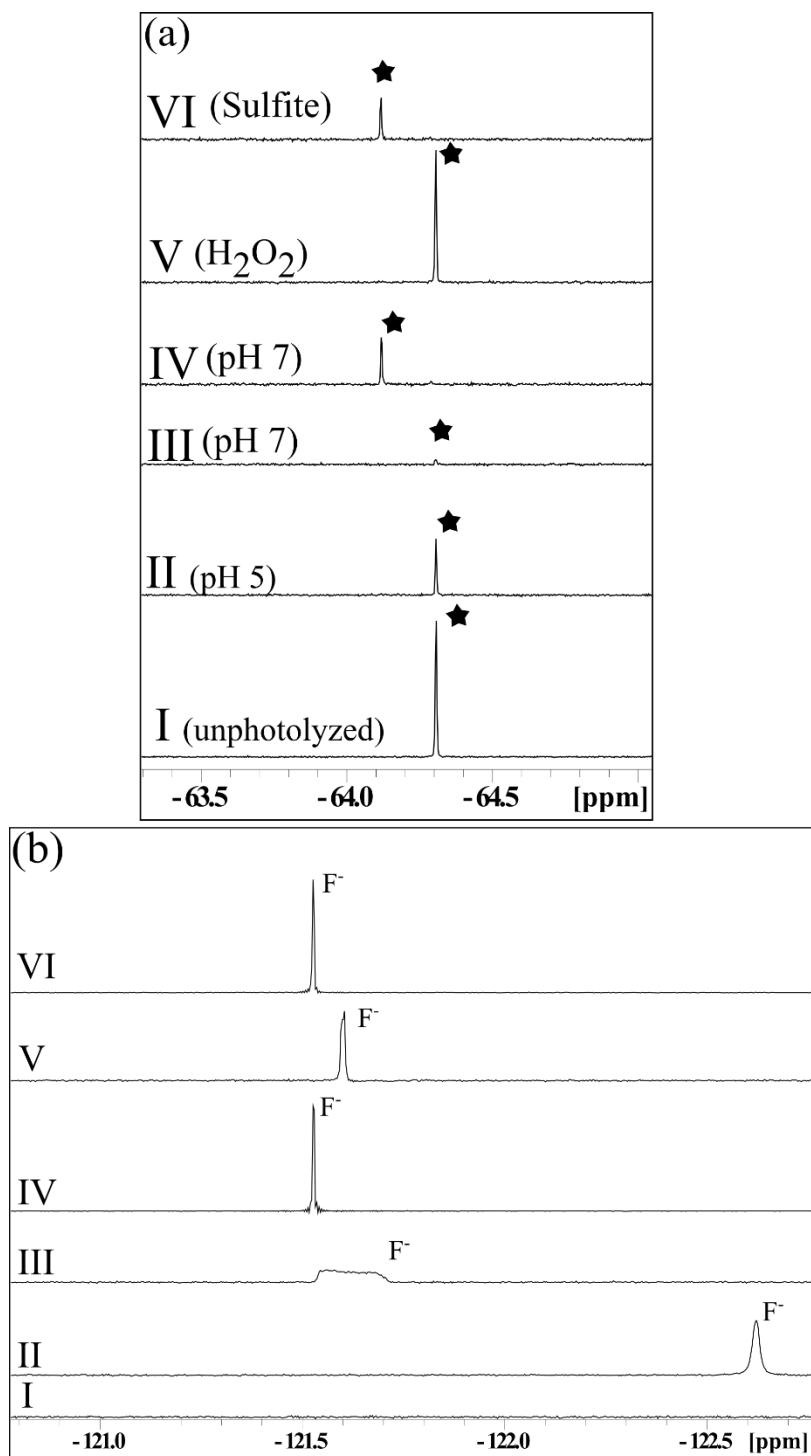 (a)
VI (Sulfite)
V (H2O2)
IV (pH 7)
III (pH 7)
II (pH 5)
I (unphotolyzed)
-63.5 -64.0 -64.5 [ppm]
(b)
F-
VI
F-
V
F-
IV
F-
III
F-
II
I
-121.0 -121.5 -122.0 -122.5 [ppm]